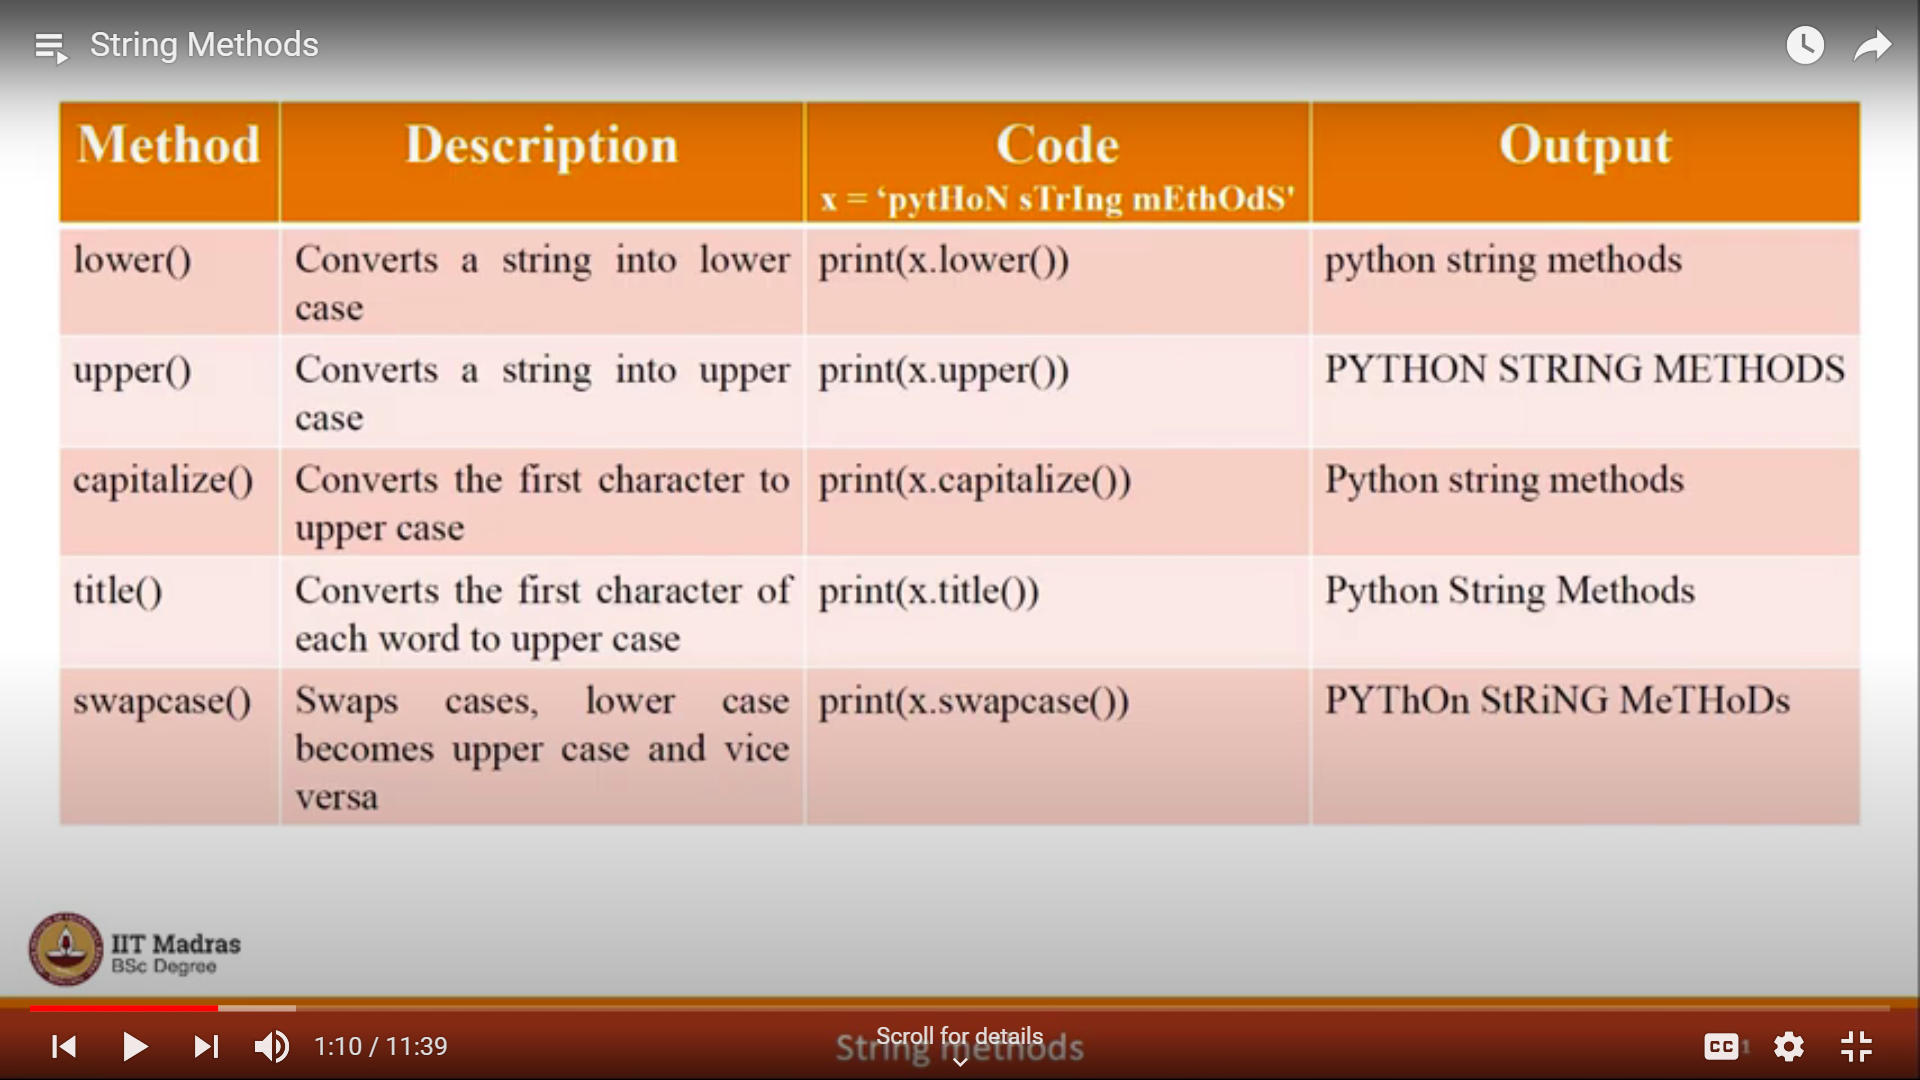 String Methods
Method Description Code Output
x = ‘pytHoN sTrIng mEthOdS'
lower() Converts a string into lower print(x.lower()) python string methods
case
upper() Converts a string into upper print(x.upper()) PYTHON STRING METHODS
case
capitalize() Converts the first character to print(x.capitalize()) Python string methods
upper case
title() Converts the first character of print(x.title()) Python String Methods
each word to upper case
swapcase() Swaps cases, lower case print(x.swapcase()) PYThOn StRiNG MeTHoDs
becomes upper case and vice
versa
IIT Madras
BSc Degree
Scroll for details
1:10 / 11:39 String methods CC 1